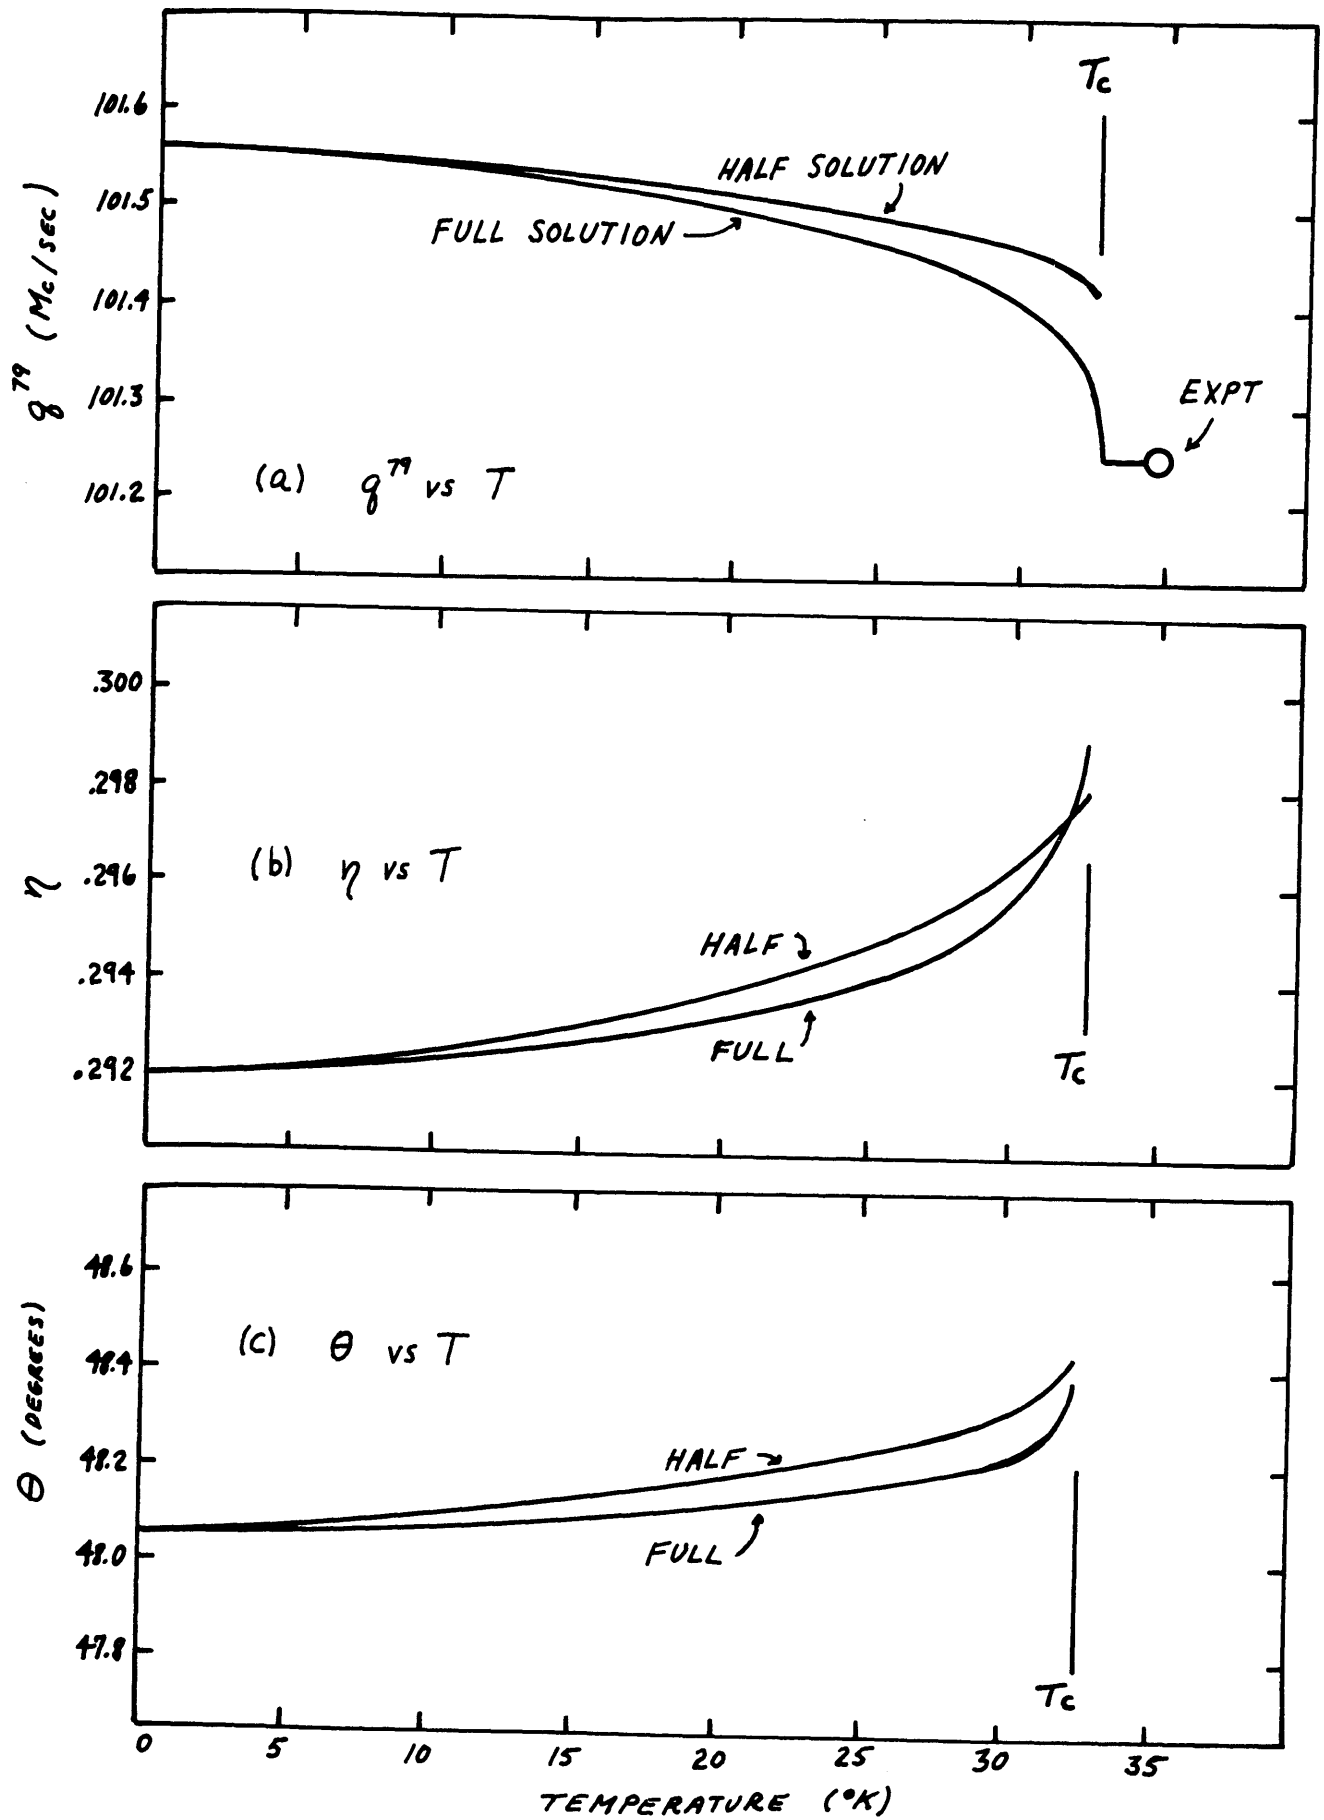 101.6
101.5
101.4
101.3
101.2
q⁷⁹ (Mc/SEC)
Tc
HALF SOLUTION
FULL SOLUTION
EXPT
(a) q⁷⁹ vs T
.300
.298
.296
.294
.292
η
(b) η vs T
HALF
FULL
Tc
48.6
48.4
48.2
48.0
47.8
θ (DEGREES)
(c) θ vs T
HALF
FULL
Tc
0 5 10 15 20 25 30 35
TEMPERATURE (°K)